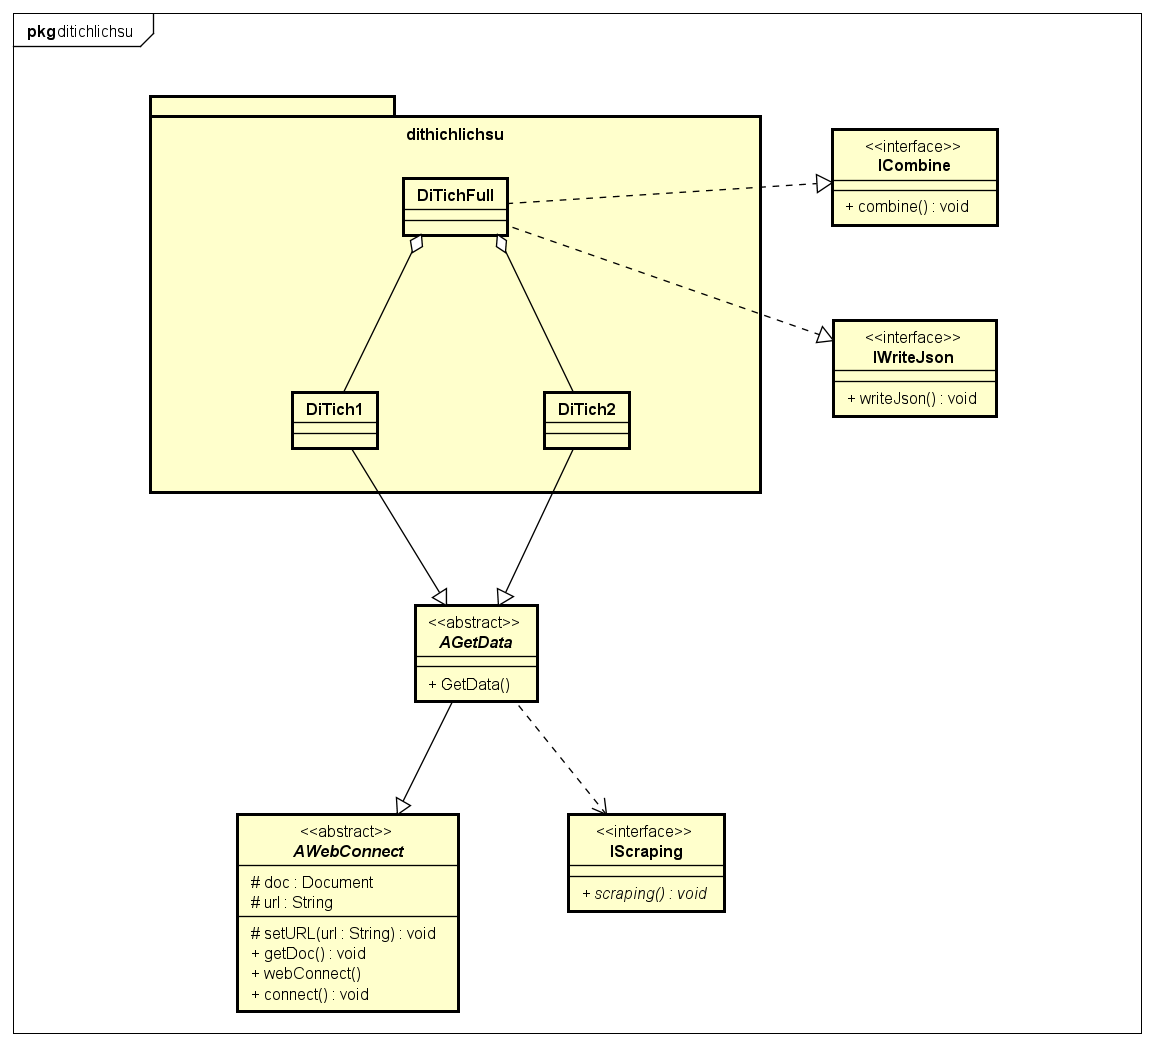 pkg ditichlichsu
dithichlichsu
DiTichFull
<<interface>>
ICombine
+ combine() : void
<<interface>>
IWriteJson
+ writeJson() : void
DiTich1
DiTich2
<<abstract>>
AGetData
+ GetData()
<<abstract>>
AWebConnect
# doc : Document
# url : String
# setURL(url : String) : void
+ getDoc() : void
+ webConnect()
+ connect() : void
<<interface>>
IScraping
+ scraping() : void